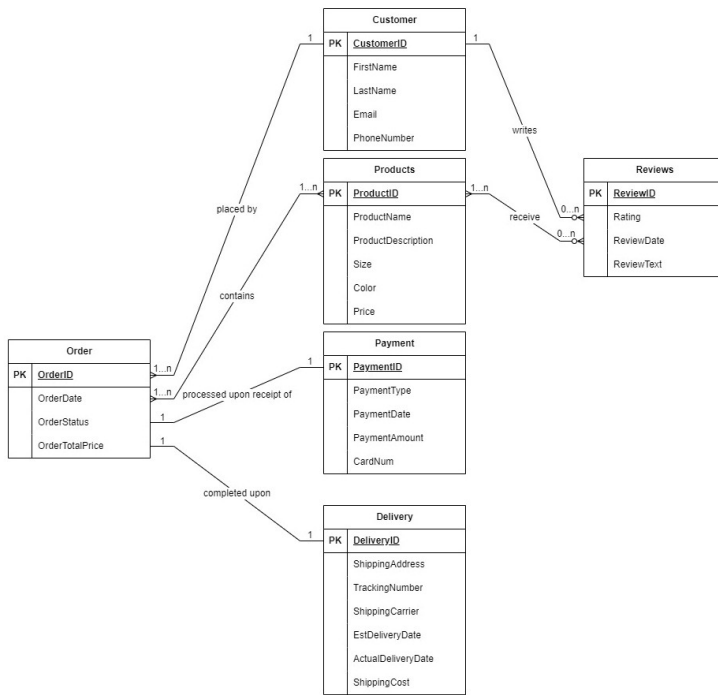 Customer
PK CustomerID
FirstName
LastName
Email
PhoneNumber
1
1
placed by
writes
Products
PK ProductID
ProductName
ProductDescription
Size
Color
Price
1...n
1...n
contains
receive
Reviews
PK ReviewID
Rating
ReviewDate
ReviewText
0...n
0...n
Order
PK OrderID
OrderDate
OrderStatus
OrderTotalPrice
1...n
1...n
1
1
processed upon receipt of
completed upon
Payment
1
PK PaymentID
PaymentType
PaymentDate
PaymentAmount
CardNum
Delivery
1
PK DeliveryID
ShippingAddress
TrackingNumber
ShippingCarrier
EstDeliveryDate
ActualDeliveryDate
ShippingCost